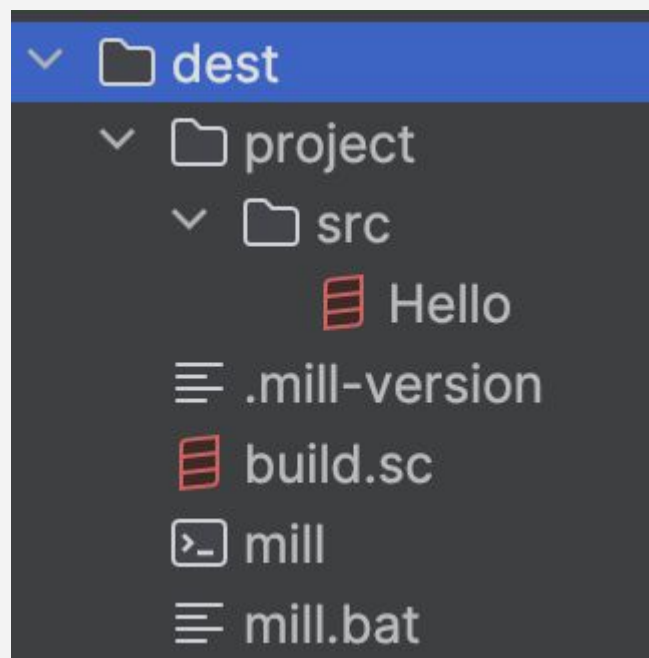 dest
project
src
Hello
.mill-version
build.sc
mill
mill.bat